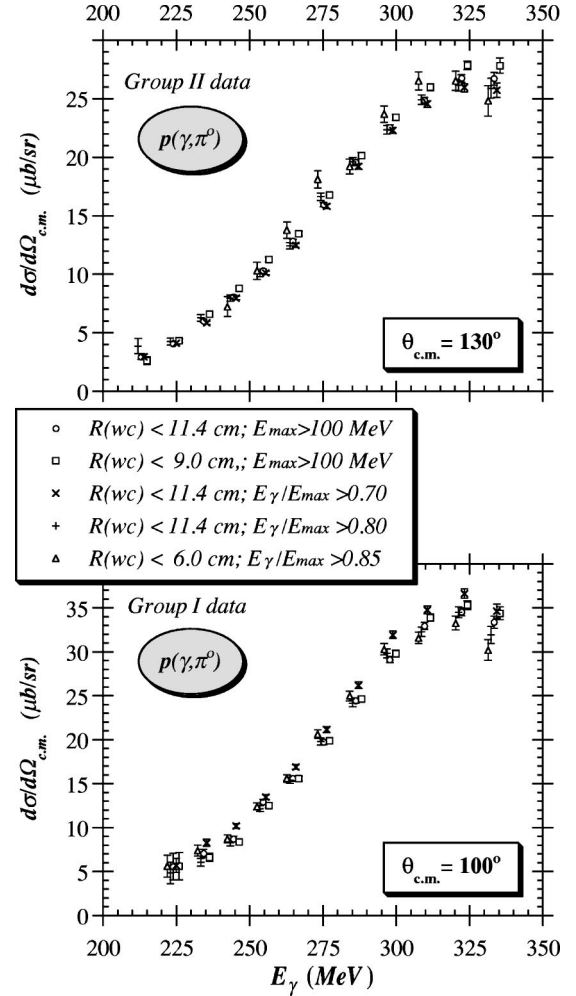 200 225 250 275 300 325 350
25
20
15
10
5
0
dσ/dΩc.m. (μb/sr)
Group II data
p(γ,πo)
θc.m. = 130o
R(wc) < 11.4 cm; Emax>100 MeV
R(wc) < 9.0 cm,; Emax>100 MeV
R(wc) <11.4 cm; Eγ/Emax >0.70
R(wc) <11.4 cm; Eγ/Emax >0.80
R(wc) < 6.0 cm; Eγ/Emax >0.85
Group I data
p(γ,πo)
35
30
25
20
15
10
5
0
dσ/dΩc.m. (μb/sr)
θc.m. = 100o
200 225 250 275 300 325 350
Eγ (MeV)